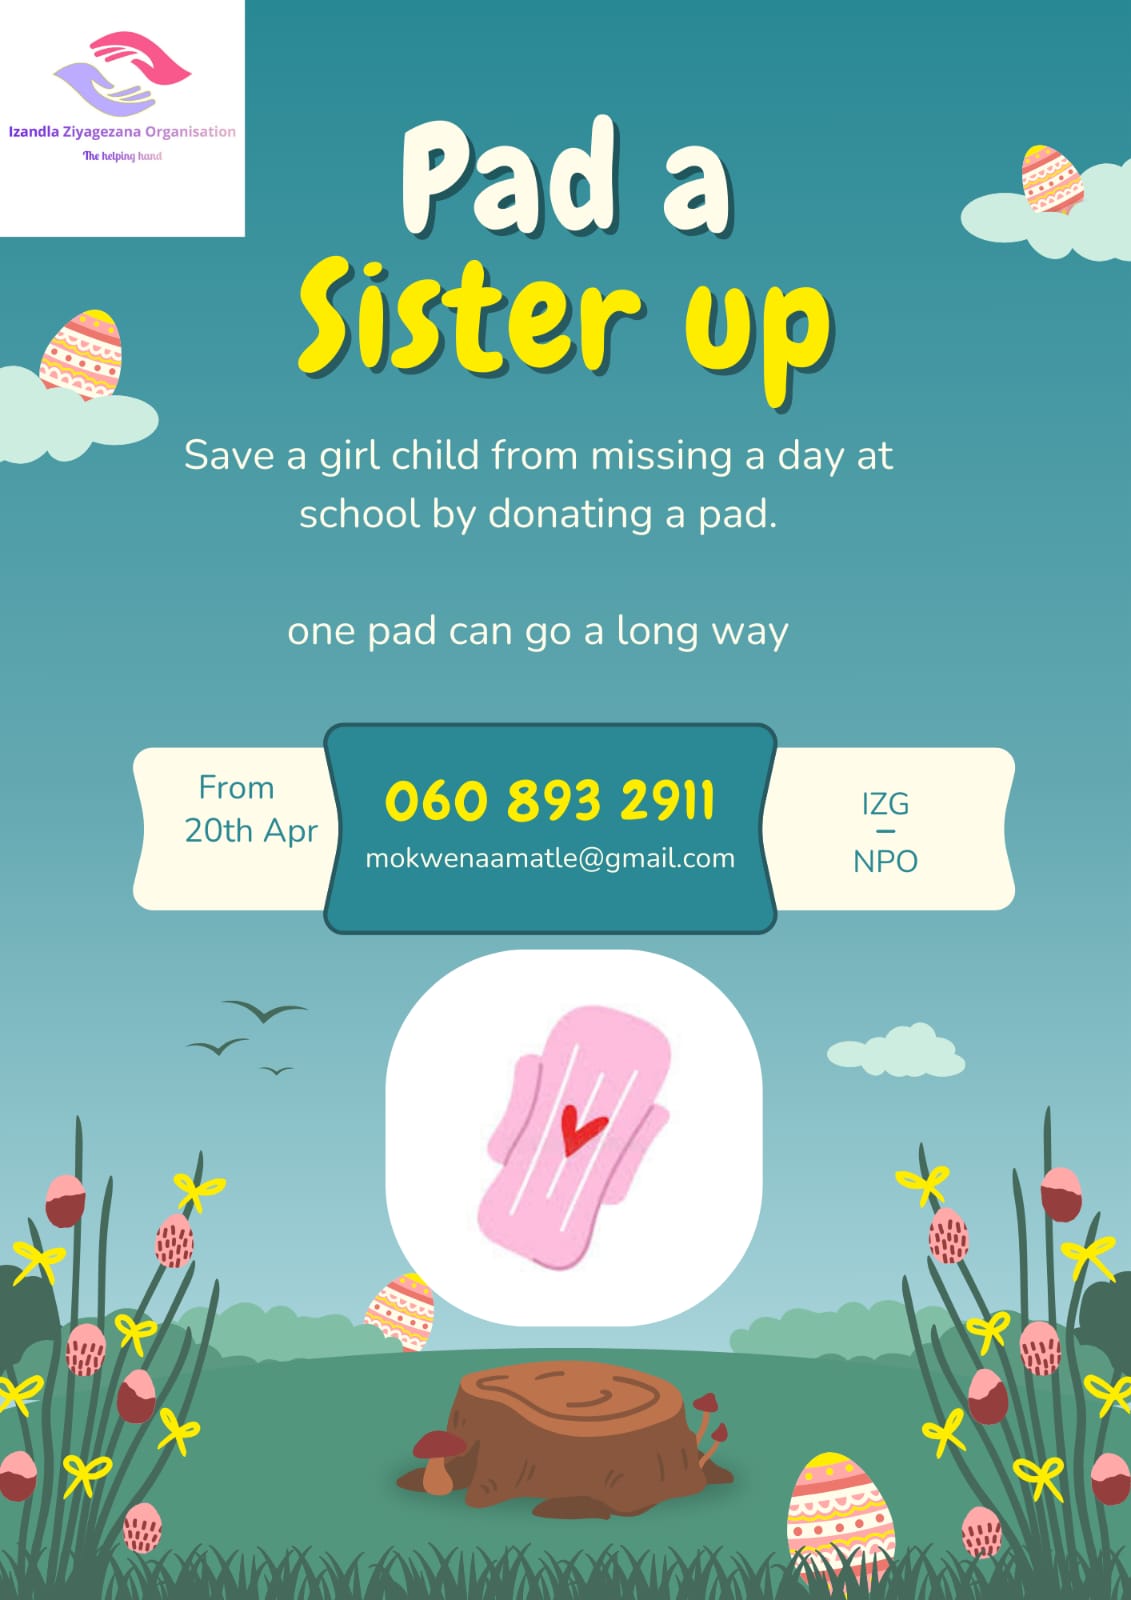 Izandla Ziyagezana Organisation
The helping hand
Pad a
Sister up
Save a girl child from missing a day at
school by donating a pad.
one pad can go a long way
From
20th Apr
060 893 2911
mokwenaamatle@gmail.com
IZG
–
NPO